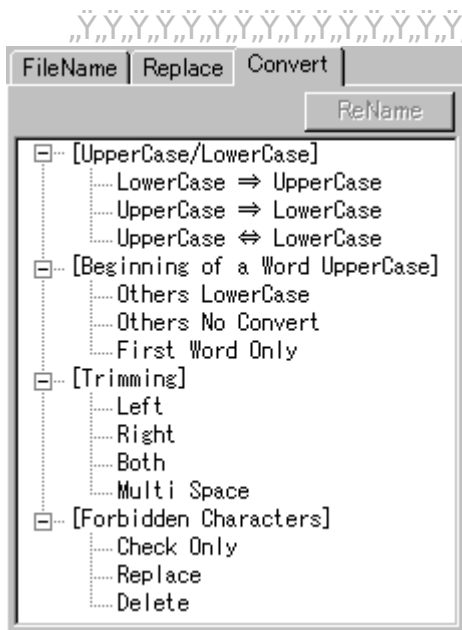 „Ÿ„Ÿ„Ÿ„Ÿ„Ÿ„Ÿ„Ÿ„Ÿ„Ÿ„Ÿ„Ÿ„Ÿ„Ÿ„Ÿ„Ÿ
FileName Replace Convert
ReName
[UpperCase/LowerCase]
LowerCase ⇒ UpperCase
UpperCase ⇒ LowerCase
UpperCase ⇔ LowerCase
[Beginning of a Word UpperCase]
Others LowerCase
Others No Convert
First Word Only
[Trimming]
Left
Right
Both
Multi Space
[Forbidden Characters]
Check Only
Replace
Delete